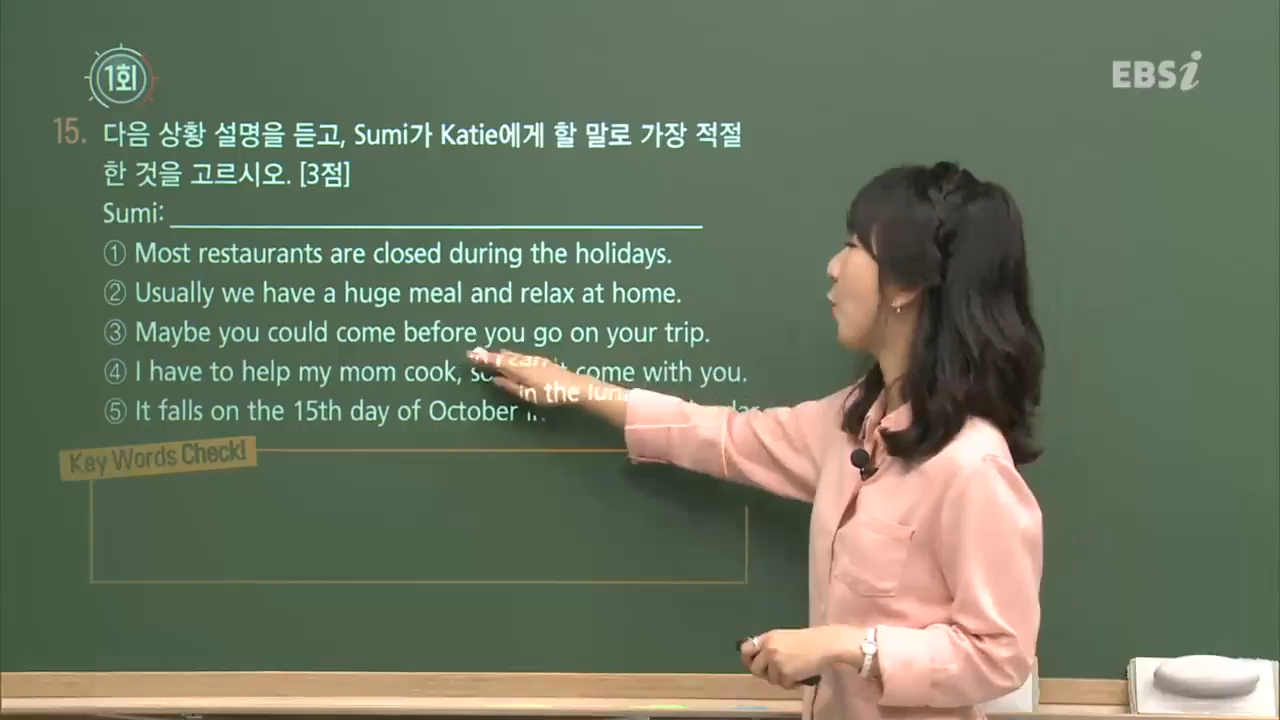 1회
EBSi
15. 다음 상황 설명을 듣고, Sumi가 Katie에게 할 말로 가장 적절
한 것을 고르시오. [3점]
Sumi:
① Most restaurants are closed during the holidays.
② Usually we have a huge meal and relax at home.
③ Maybe you could come before you go on your trip.
④ I have to help my mom cook, so I can't come with you.
⑤ It falls on the 15th day of October in the lunar
Key Words Check!